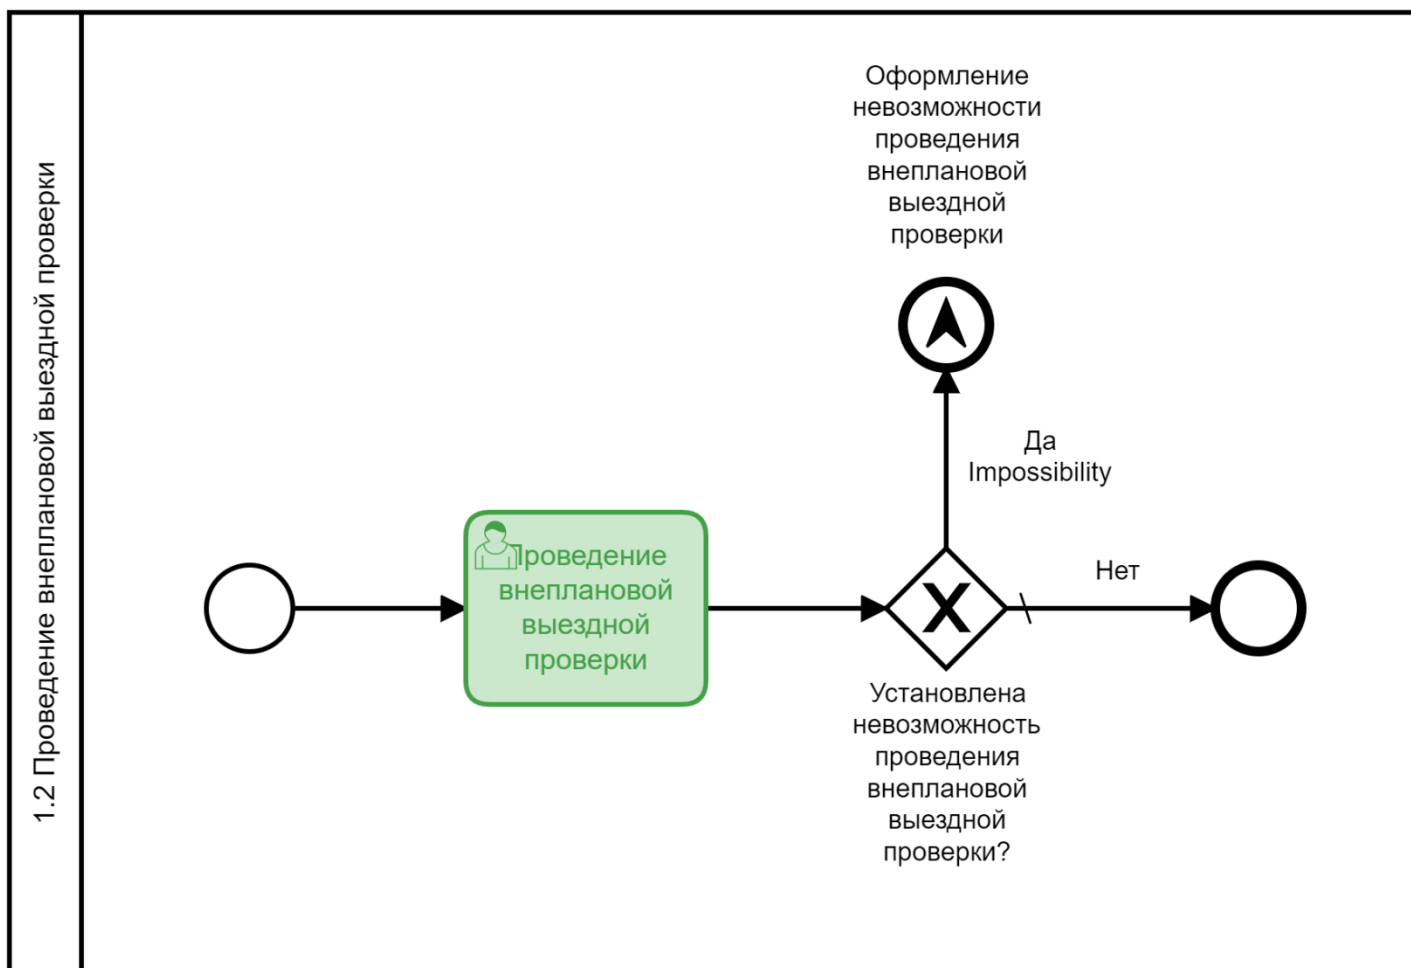 1.2 Проведение внеплановой выездной проверки
Оформление
невозможности
проведения
внеплановой
выездной
проверки
Да
Impossibility
Проведение
внеплановой
выездной
проверки
Нет
Установлена
невозможность
проведения
внеплановой
выездной
проверки?